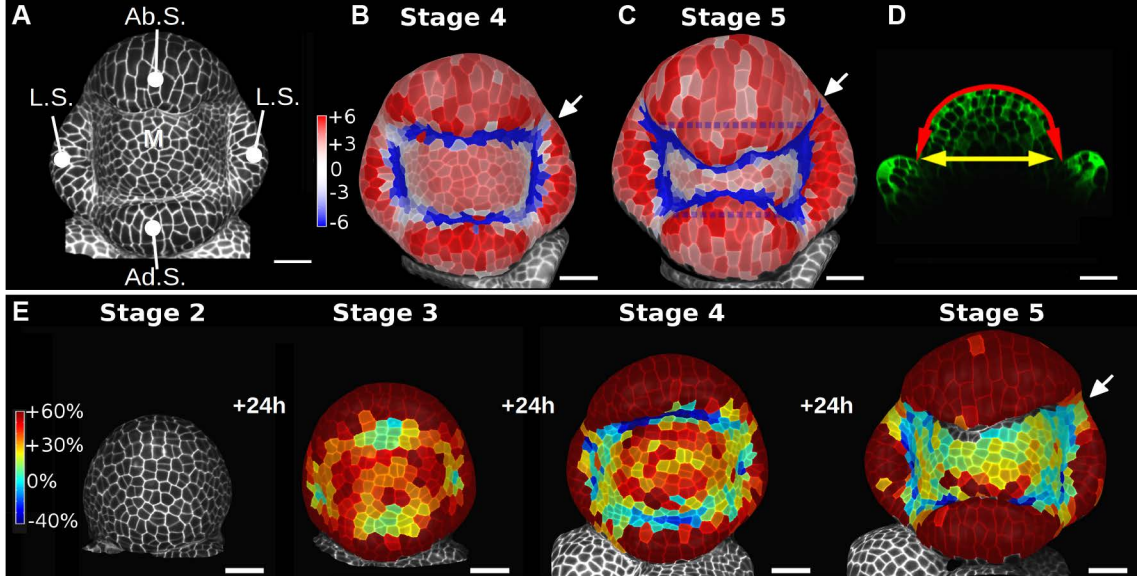 A
Ab.S.
L.S.
L.S.
M
Ad.S.
B
Stage 4
+6
+3
0
-3
-6
C
Stage 5
D
E
Stage 2
Stage 3
Stage 4
Stage 5
+60%
+30%
0%
-40%
+24h
+24h
+24h